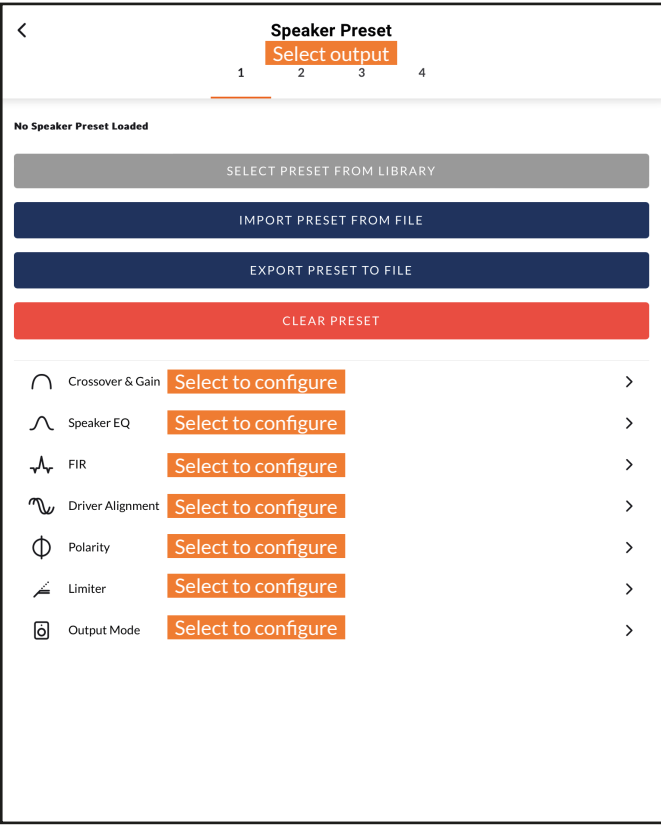 Speaker Preset
Select output
1 2 3 4
No Speaker Preset Loaded
SELECT PRESET FROM LIBRARY
IMPORT PRESET FROM FILE
EXPORT PRESET TO FILE
CLEAR PRESET
Crossover & Gain Select to configure
Speaker EQ Select to configure
FIR Select to configure
Driver Alignment Select to configure
Polarity Select to configure
Limiter Select to configure
Output Mode Select to configure